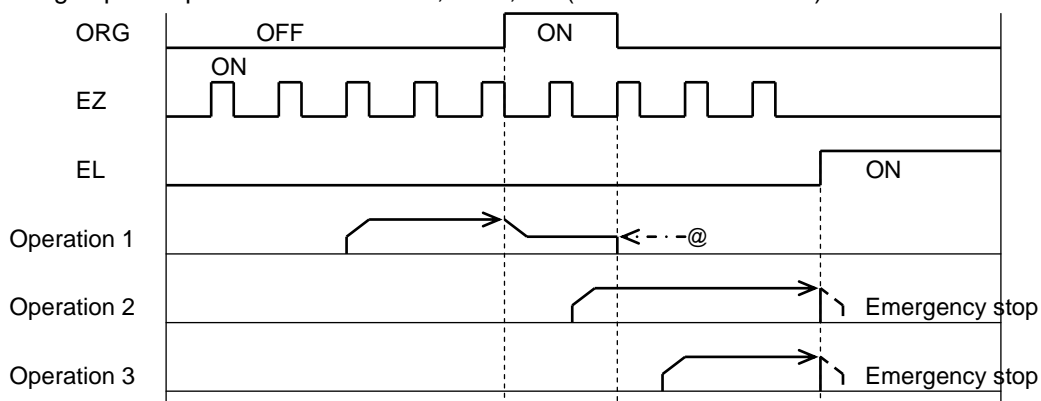 ORG OFF ON
ON
EZ
EL ON
Operation 1 @
Operation 2 Emergency stop
Operation 3 Emergency stop